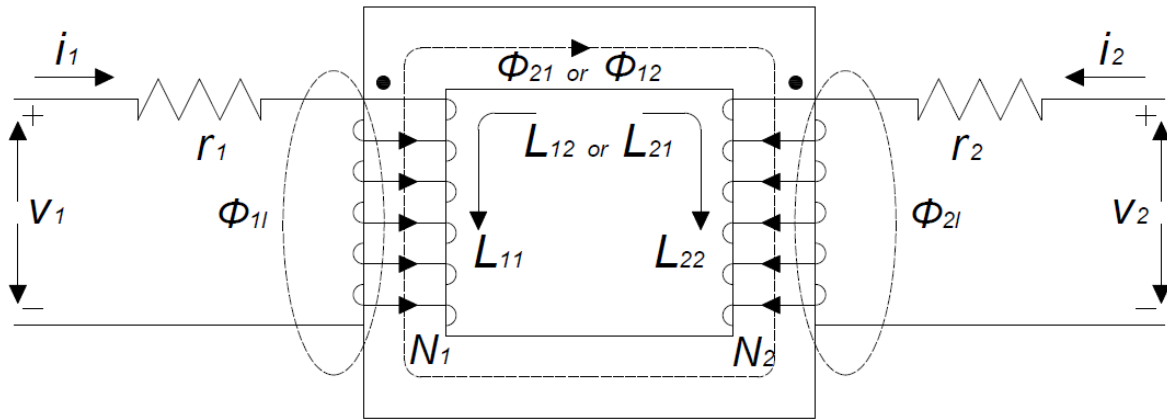 i1
i2
Φ21 or Φ12
+
+
r1
L12 or L21
r2
v1
Φ1l
Φ2l
v2
L11
L22
−
−
N1
N2